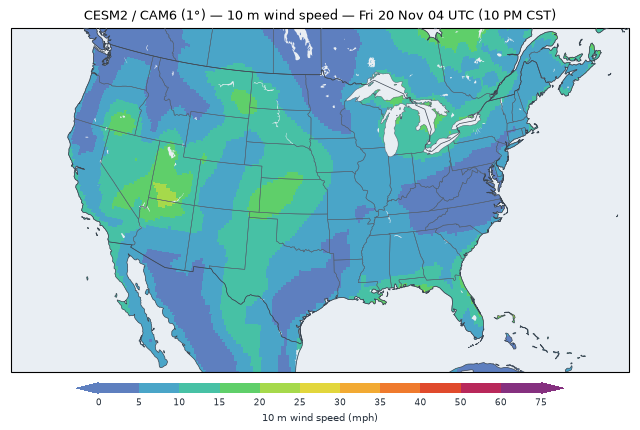 CESM2 / CAM6 (1°) — 10 m wind speed — Fri 20 Nov 04 UTC (10 PM CST)
0 5 10 15 20 25 30 35 40 50 60 75
10 m wind speed (mph)